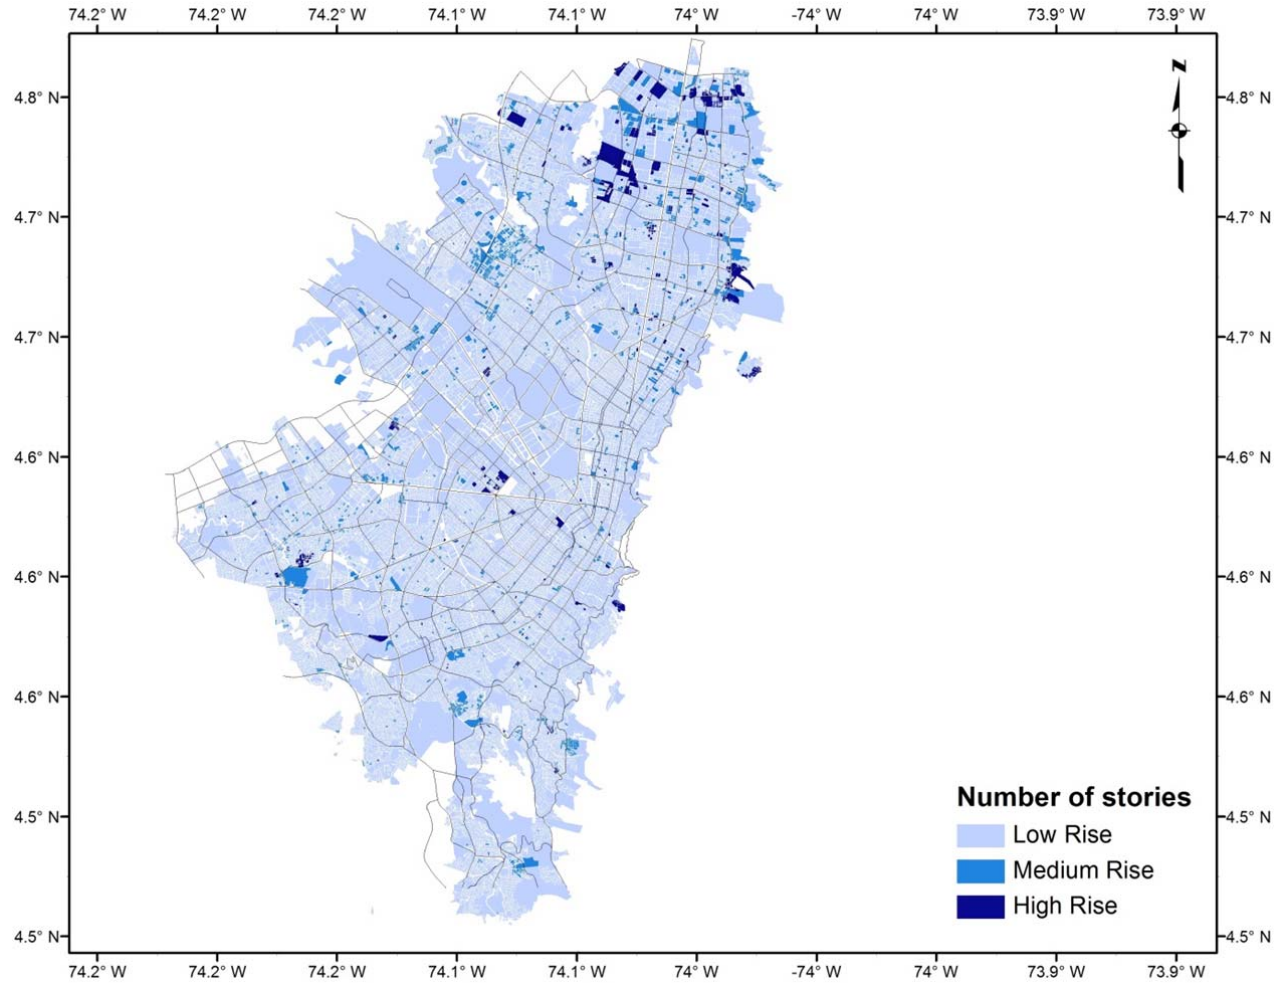 74.2° W 74.2° W 74.2° W 74.1° W 74.1° W 74° W -74° W 74° W 73.9° W 73.9° W
N
4.8° N 4.8° N
4.7° N 4.7° N
4.7° N 4.7° N
4.6° N 4.6° N
4.6° N 4.6° N
4.6° N 4.6° N
Number of stories
4.5° N 4.5° N
Low Rise
Medium Rise
High Rise
4.5° N 4.5° N
74.2° W 74.2° W 74.2° W 74.1° W 74.1° W 74° W -74° W 74° W 73.9° W 73.9° W